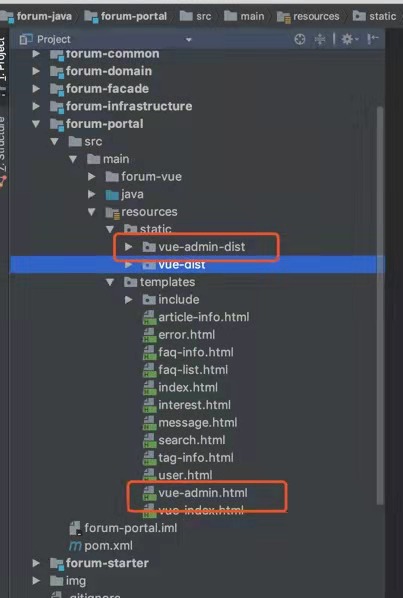 forum-java forum-portal src main resources static
Project
forum-common
forum-domain
forum-facade
forum-infrastructure
forum-portal
src
main
forum-vue
java
resources
static
vue-admin-dist
vue-dist
templates
include
article-info.html
error.html
faq-info.html
faq-list.html
index.html
interest.html
message.html
search.html
tag-info.html
user.html
vue-admin.html
vue-index.html
forum-portal.iml
pom.xml
forum-starter
img
.gitignore
1: Project
7: Structure